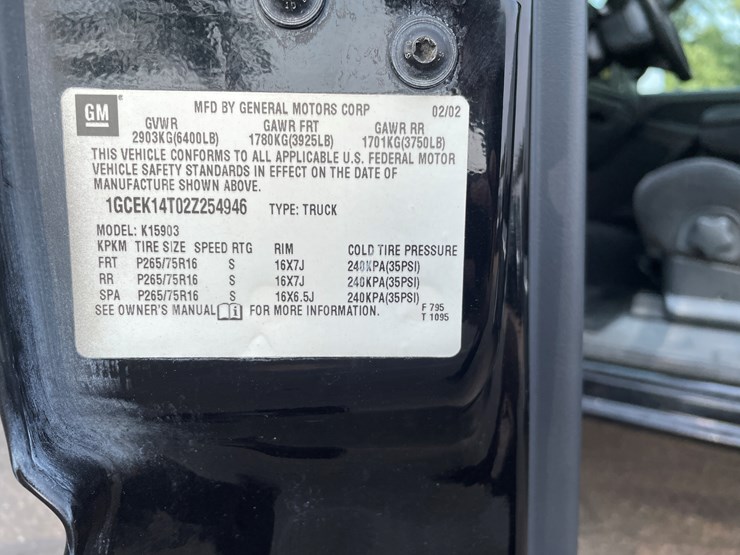 GM
MFD BY GENERAL MOTORS CORP 02/02
GVWR GAWR FRT GAWR RR
2903KG(6400LB) 1780KG(3925LB) 1701KG(3750LB)
THIS VEHICLE CONFORMS TO ALL APPLICABLE U.S. FEDERAL MOTOR
VEHICLE SAFETY STANDARDS IN EFFECT ON THE DATE OF
MANUFACTURE SHOWN ABOVE.
1GCEK14T02Z254946 TYPE: TRUCK
MODEL: K15903
KPKM TIRE SIZE SPEED RTG RIM COLD TIRE PRESSURE
FRT P265/75R16 S 16X7J 240KPA(35PSI)
RR P265/75R16 S 16X7J 240KPA(35PSI)
SPA P265/75R16 S 16X6.5J 240KPA(35PSI)
SEE OWNER'S MANUAL i FOR MORE INFORMATION.
F 795
T 1095